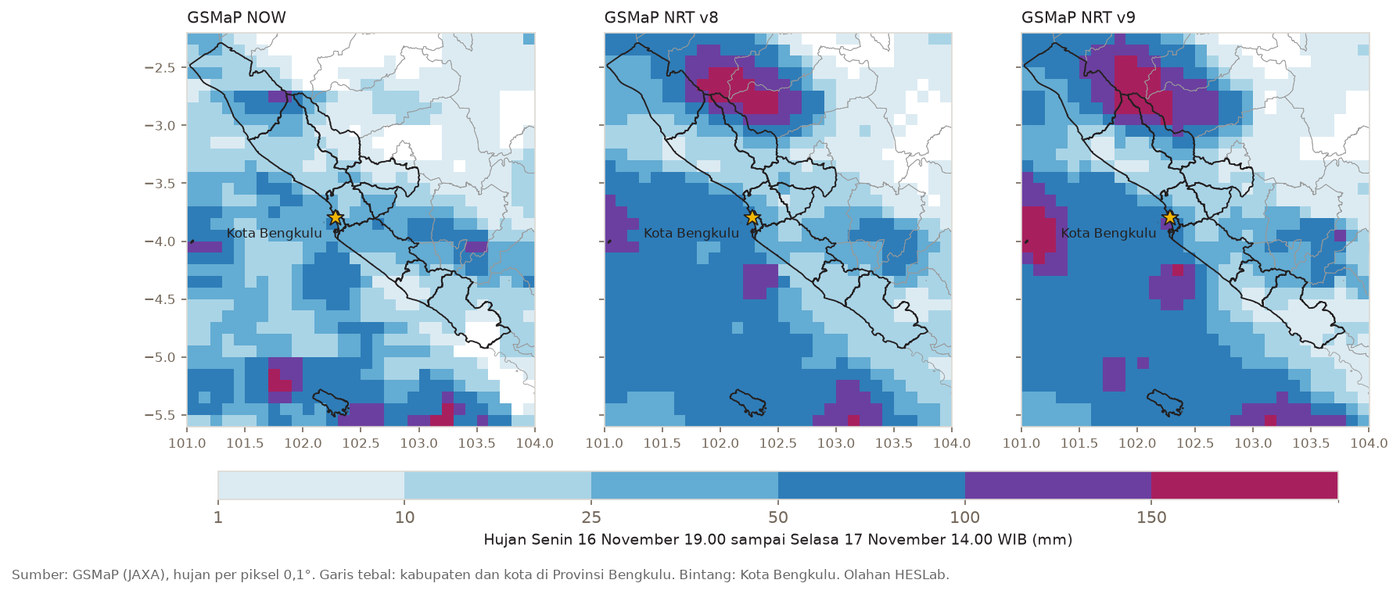 GSMaP NOW
GSMaP NRT v8
GSMaP NRT v9
−2.5
−3.0
−3.5
−4.0
−4.5
−5.0
−5.5
Kota Bengkulu
Kota Bengkulu
Kota Bengkulu
101.0 101.5 102.0 102.5 103.0 103.5 104.0
101.0 101.5 102.0 102.5 103.0 103.5 104.0
101.0 101.5 102.0 102.5 103.0 103.5 104.0
1 10 25 50 100 150
Hujan Senin 16 November 19.00 sampai Selasa 17 November 14.00 WIB (mm)
Sumber: GSMaP (JAXA), hujan per piksel 0,1°. Garis tebal: kabupaten dan kota di Provinsi Bengkulu. Bintang: Kota Bengkulu. Olahan HESLab.